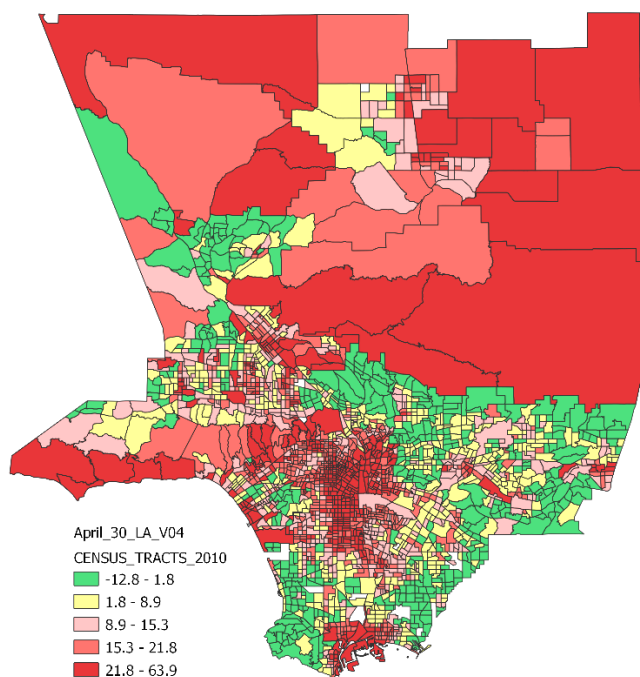 April_30_LA_V04
CENSUS_TRACTS_2010
-12.8 - 1.8
1.8 - 8.9
8.9 - 15.3
15.3 - 21.8
21.8 - 63.9